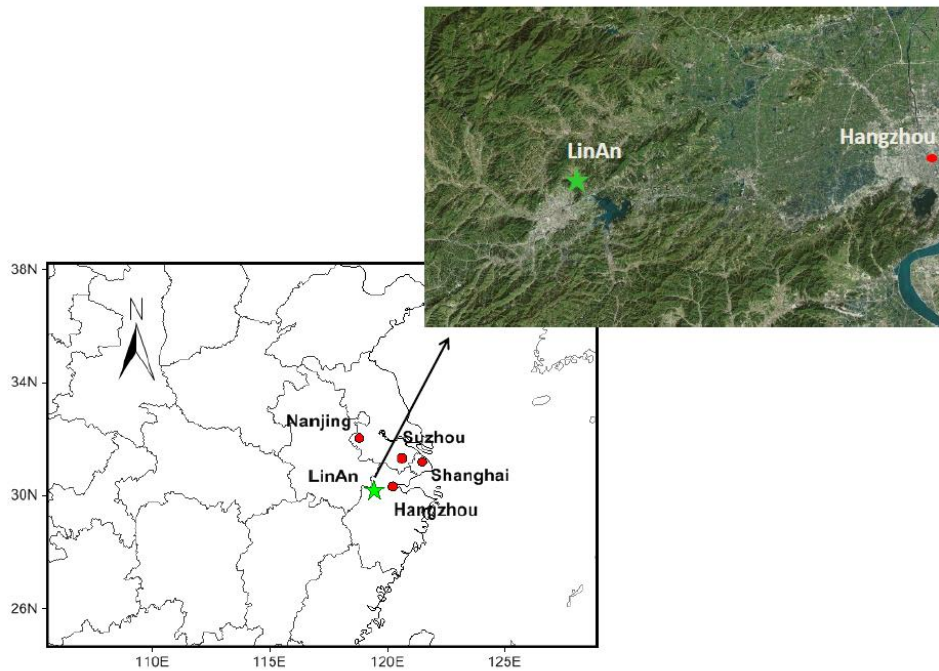 LinAn
Hangzhou
38N
N
34N
Nanjing
Suzhou
LinAn
Shanghai
30N
Hangzhou
26N
110E
115E
120E
125E